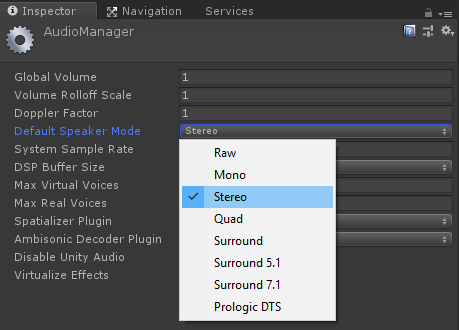 Inspector Navigation Services
AudioManager
Global Volume 1
Volume Rolloff Scale 1
Doppler Factor 1
Default Speaker Mode Stereo
System Sample Rate
DSP Buffer Size
Max Virtual Voices
Max Real Voices
Spatializer Plugin
Ambisonic Decoder Plugin
Disable Unity Audio
Virtualize Effects
Raw
Mono
Stereo
Quad
Surround
Surround 5.1
Surround 7.1
Prologic DTS